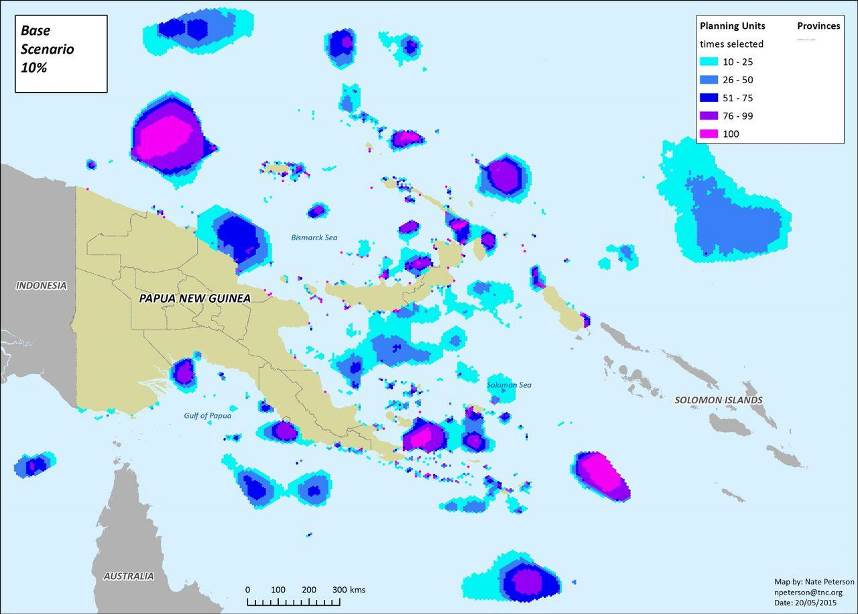 Base
Scenario
10%
Planning Units
Provinces
times selected
10 - 25
26 - 50
51 - 75
76 - 99
100
Bismarck Sea
INDONESIA
PAPUA NEW GUINEA
Solomon Sea
SOLOMON ISLANDS
Gulf of Papua
AUSTRALIA
0 100 200 300 kms
Map by: Nate Peterson
npeterson@tnc.org
Date: 20/05/2015